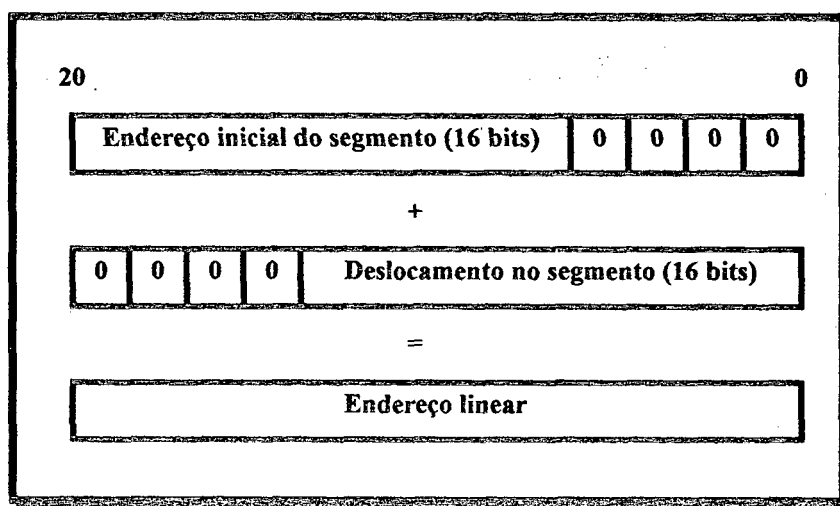 20 0
Endereço inicial do segmento (16 bits) 0 0 0 0
+
0 0 0 0 Deslocamento no segmento (16 bits)
=
Endereço linear